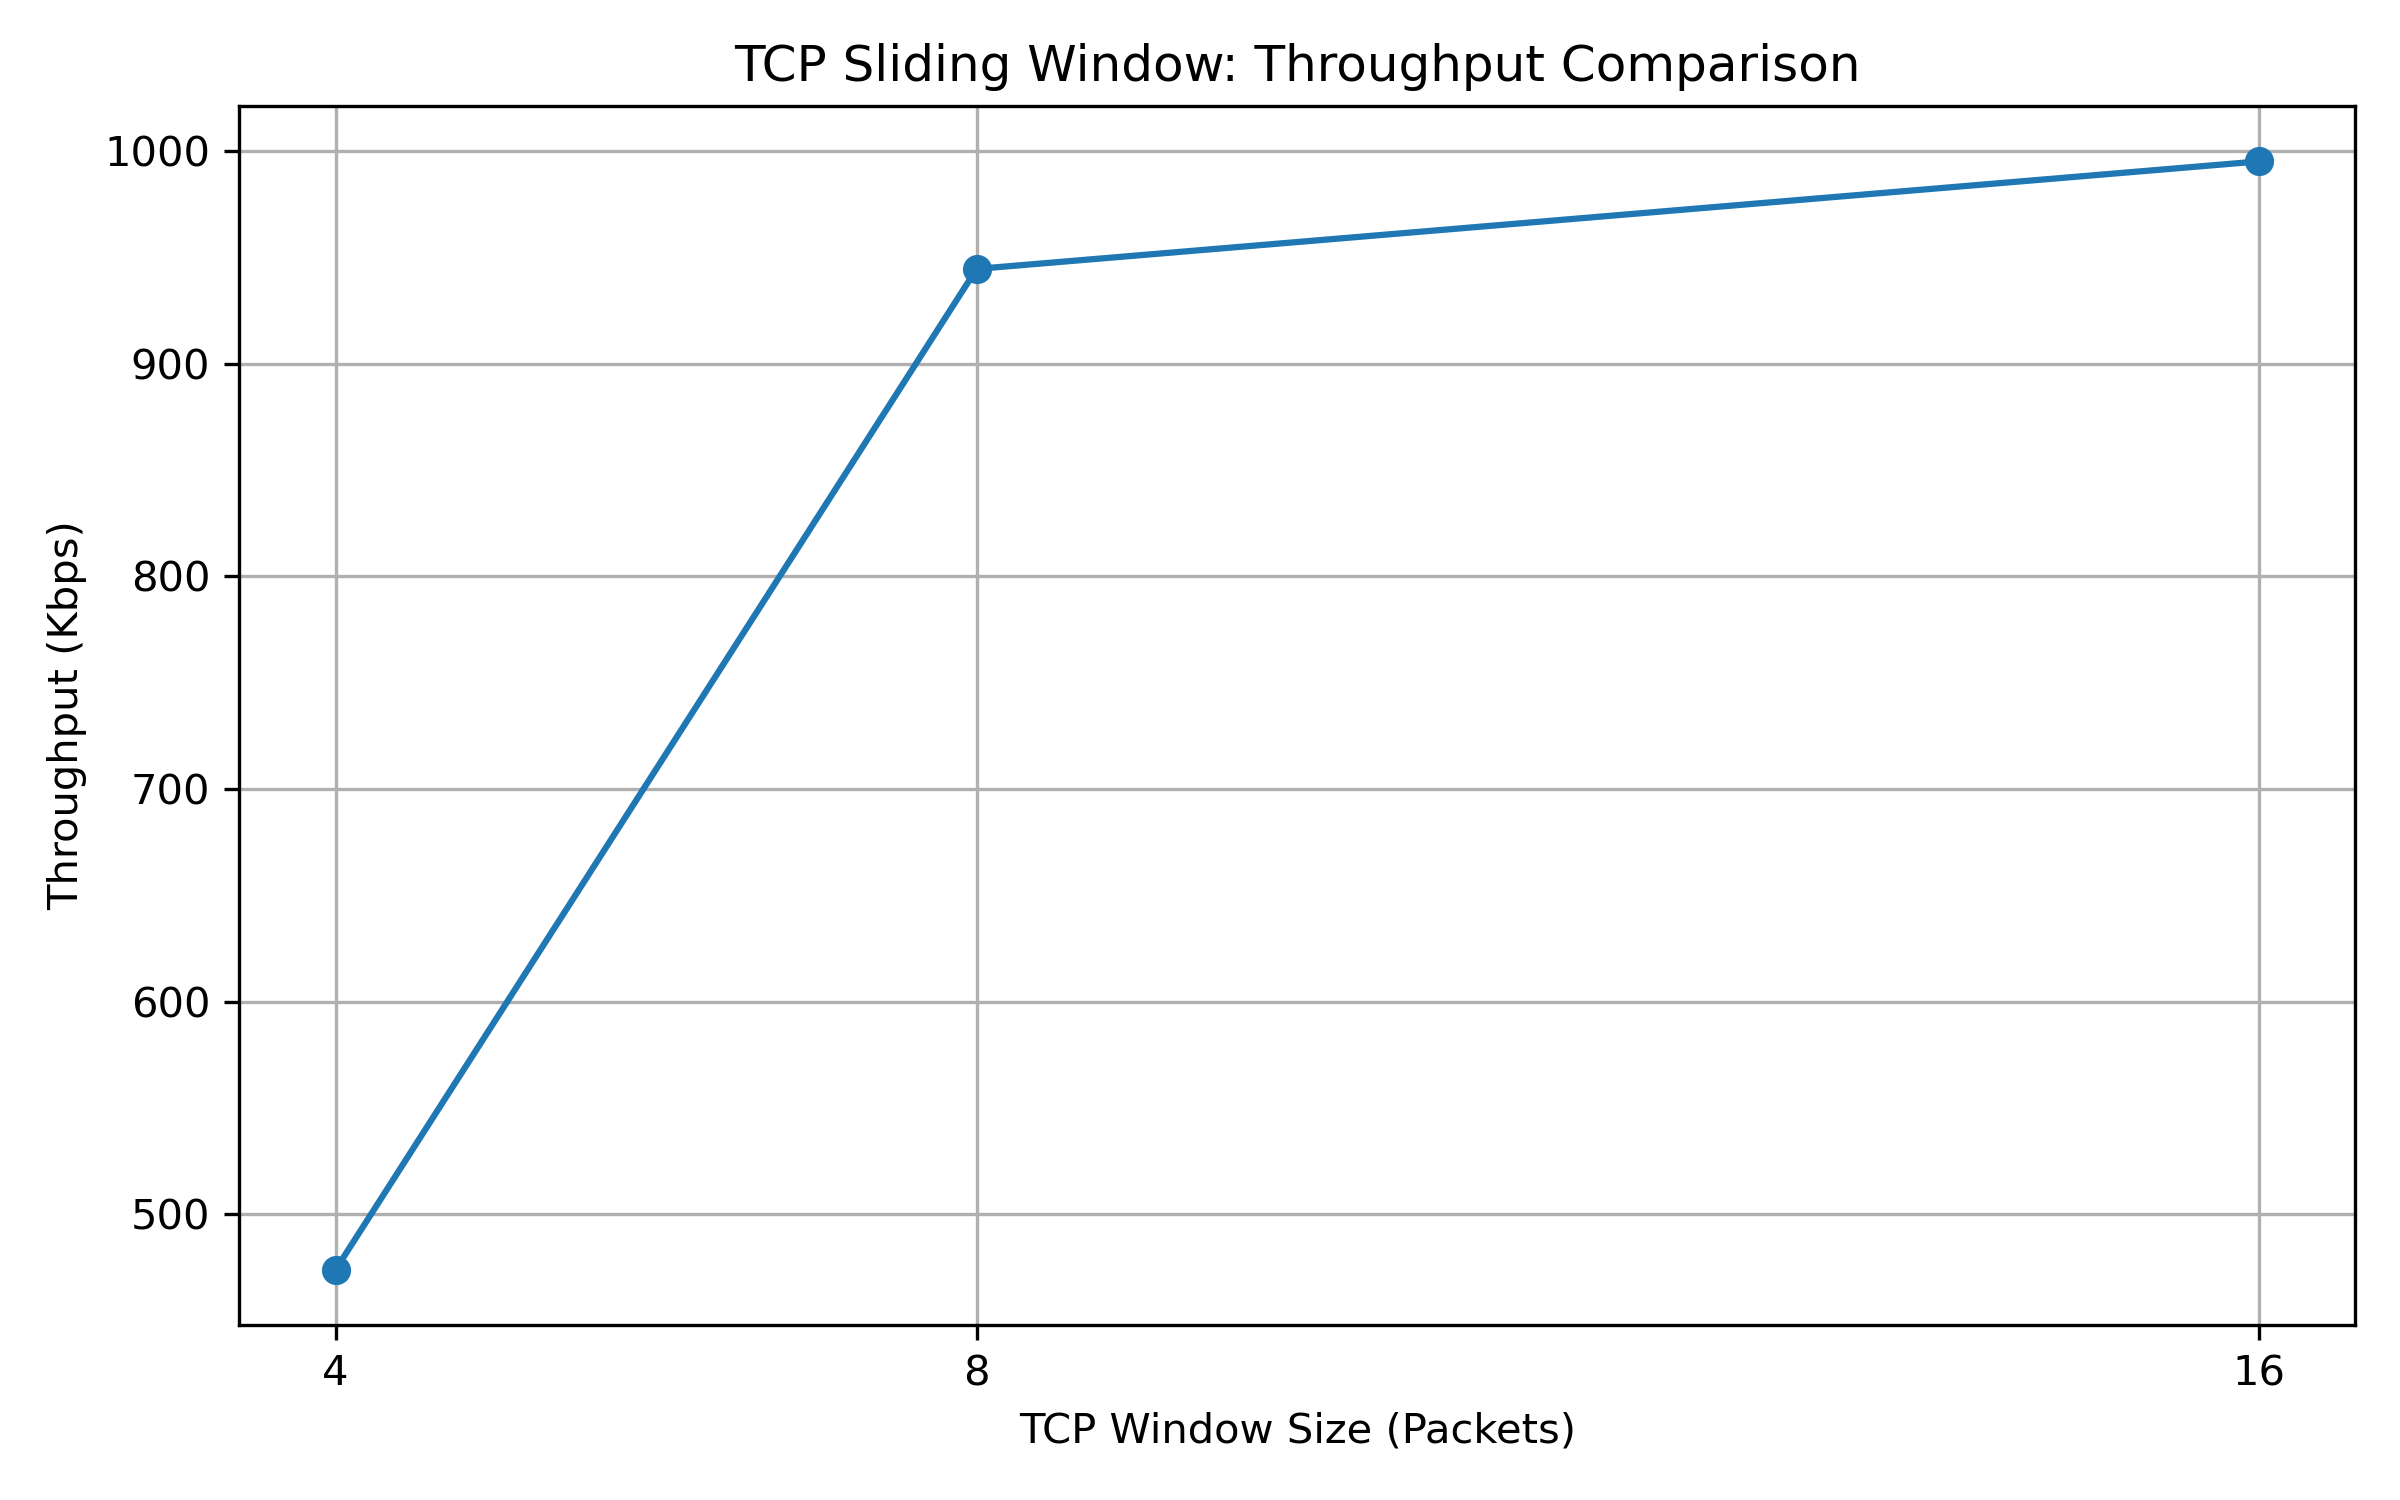 TCP Sliding Window: Throughput Comparison
1000
900
800
700
600
500
Throughput (Kbps)
4 8 16
TCP Window Size (Packets)